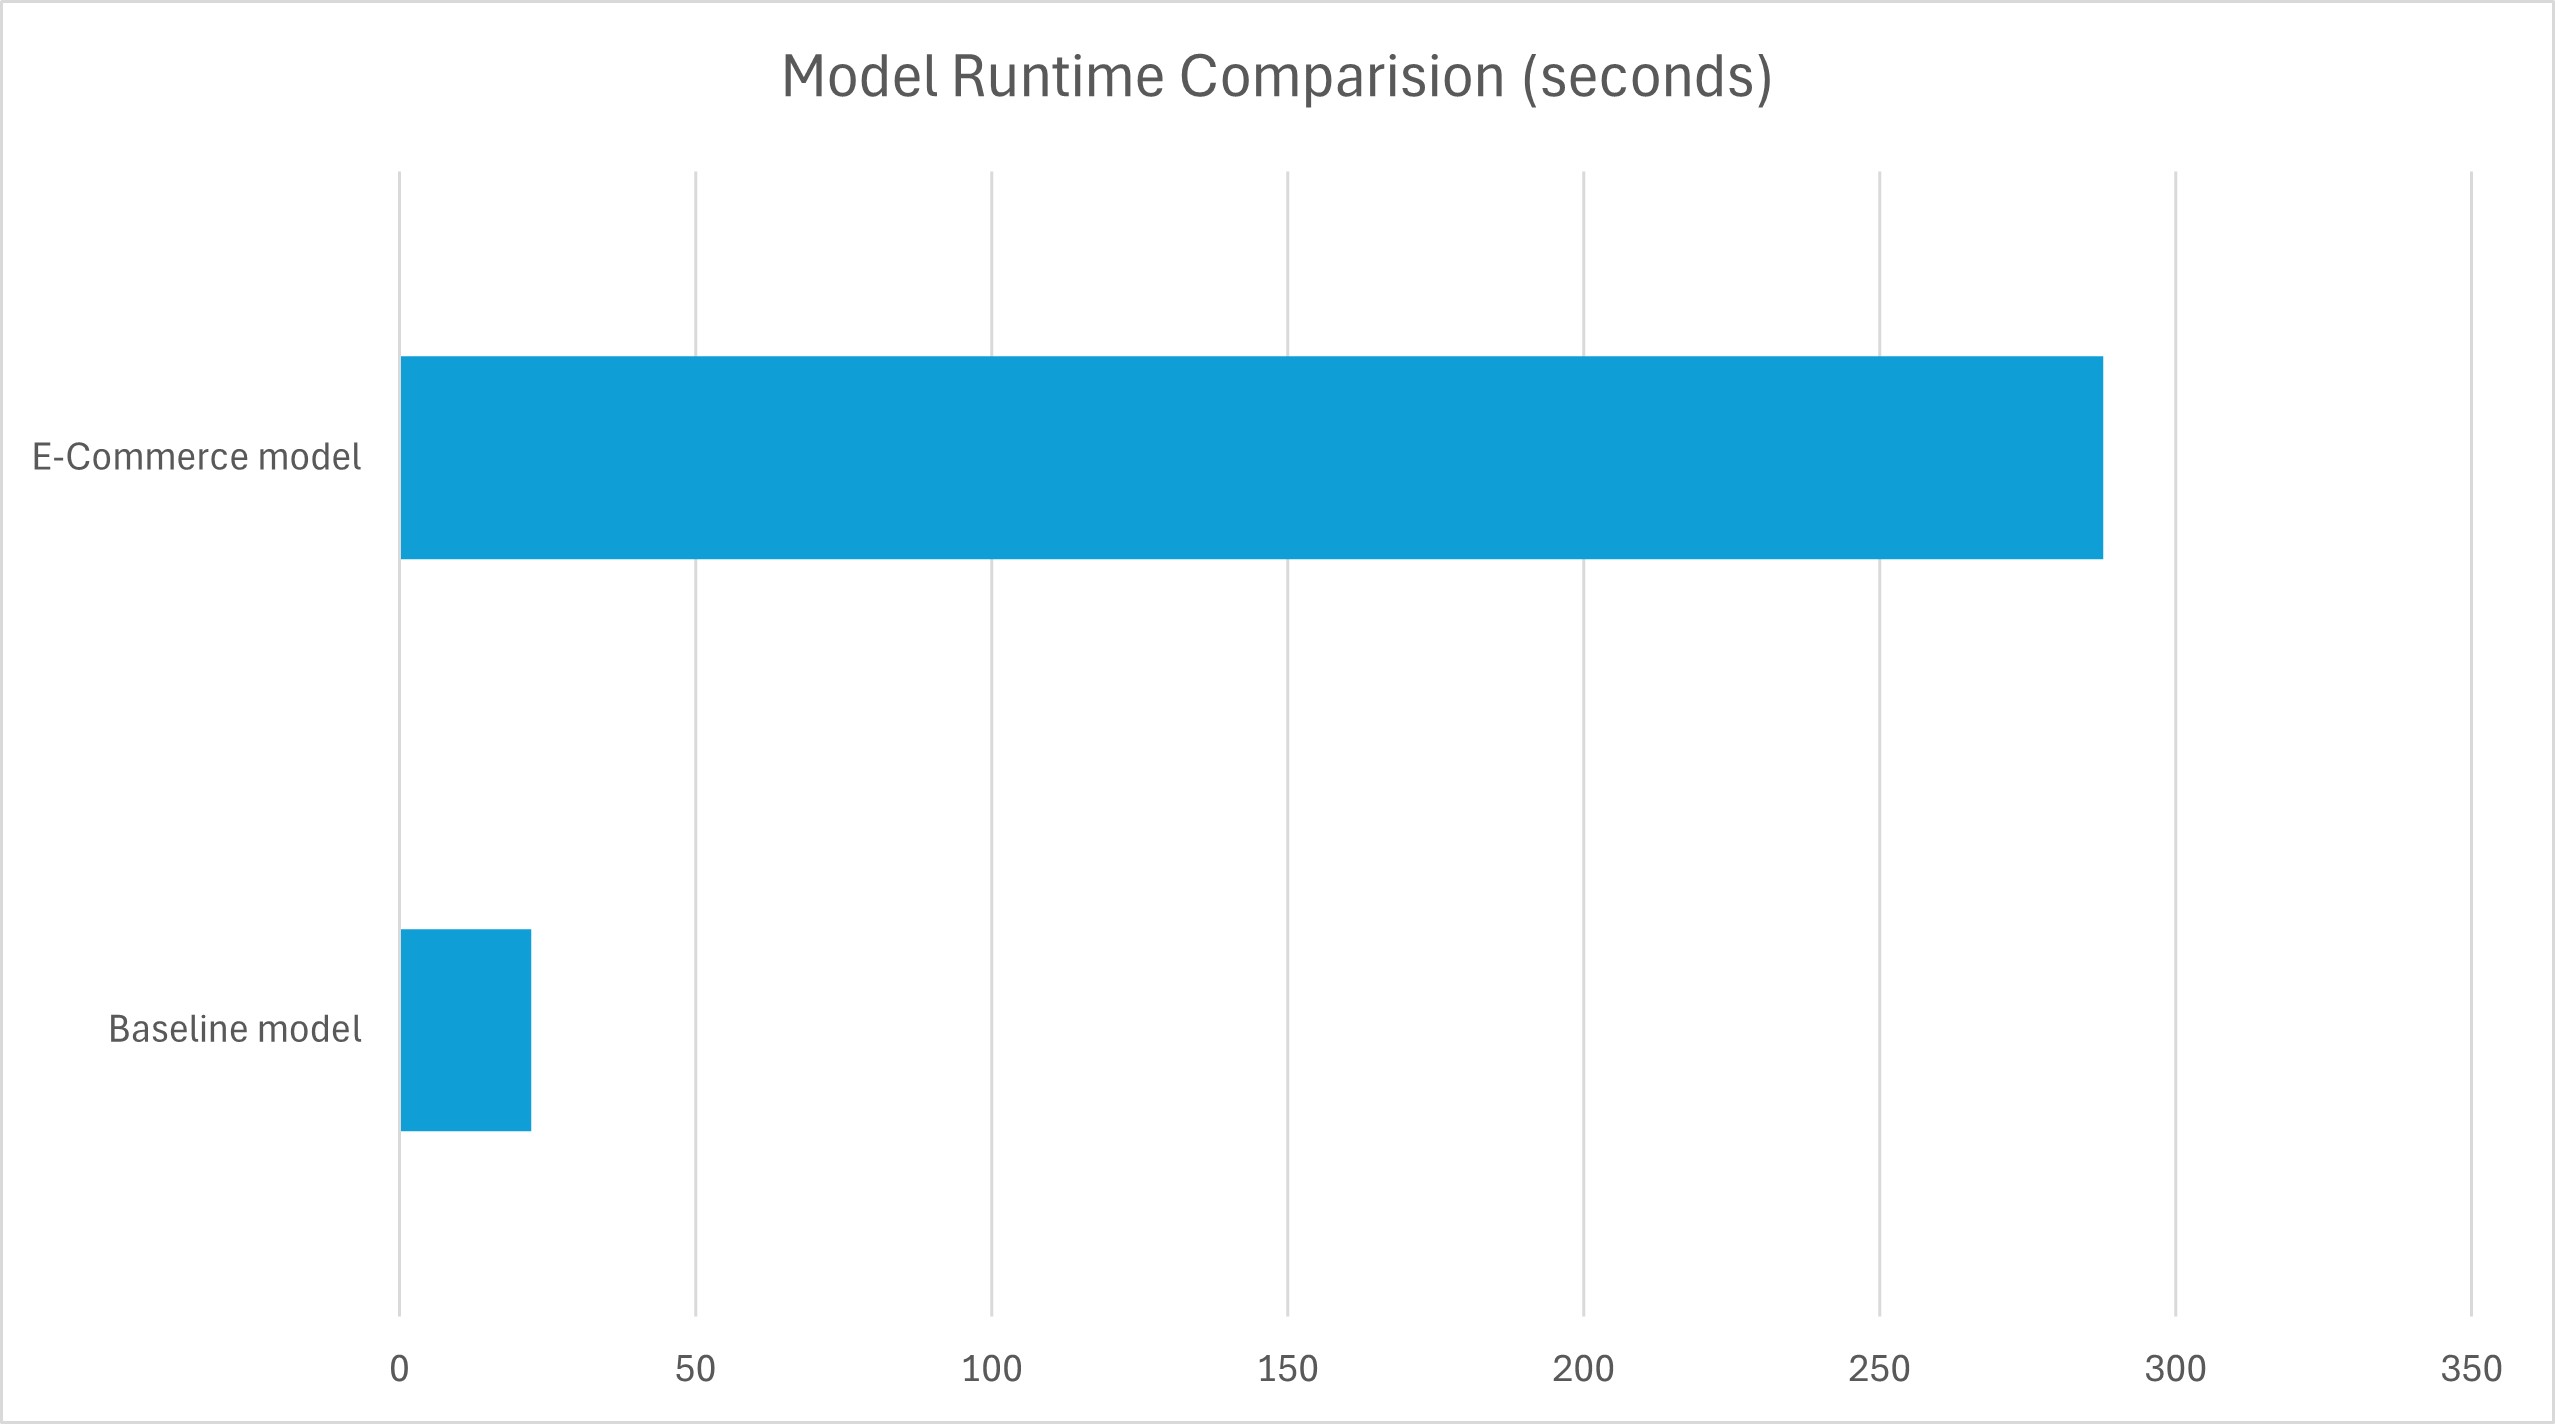 Model Runtime Comparision (seconds)
E-Commerce model
Baseline model
0 50 100 150 200 250 300 350